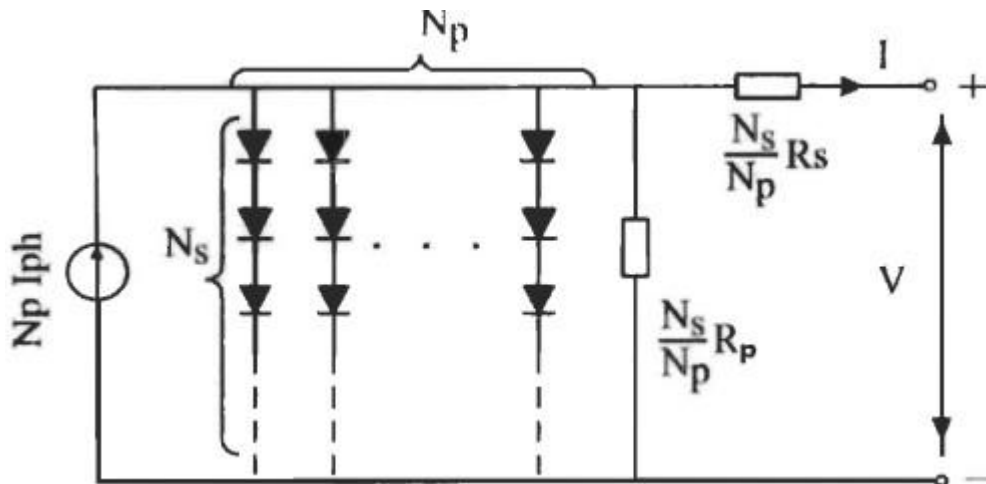 Np
I
+
Ns
Np Rs
Ns
Np Iph
. . .
V
Ns
Np Rp
−